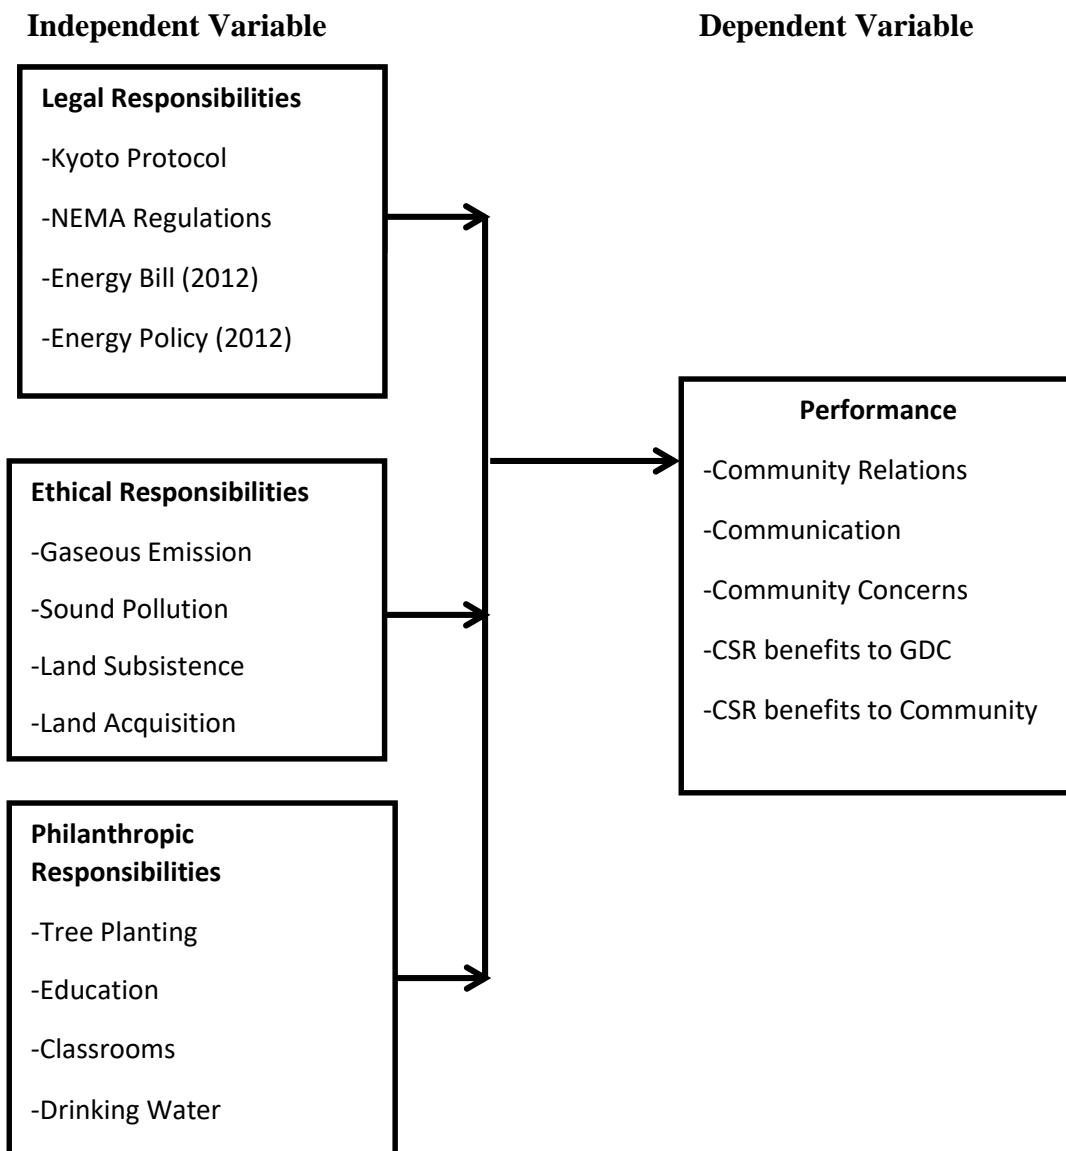 Independent Variable
Dependent Variable
Legal Responsibilities
-Kyoto Protocol
-NEMA Regulations
-Energy Bill (2012)
-Energy Policy (2012)
Ethical Responsibilities
-Gaseous Emission
-Sound Pollution
-Land Subsistence
-Land Acquisition
Philanthropic
Responsibilities
-Tree Planting
-Education
-Classrooms
-Drinking Water
Performance
-Community Relations
-Communication
-Community Concerns
-CSR benefits to GDC
-CSR benefits to Community